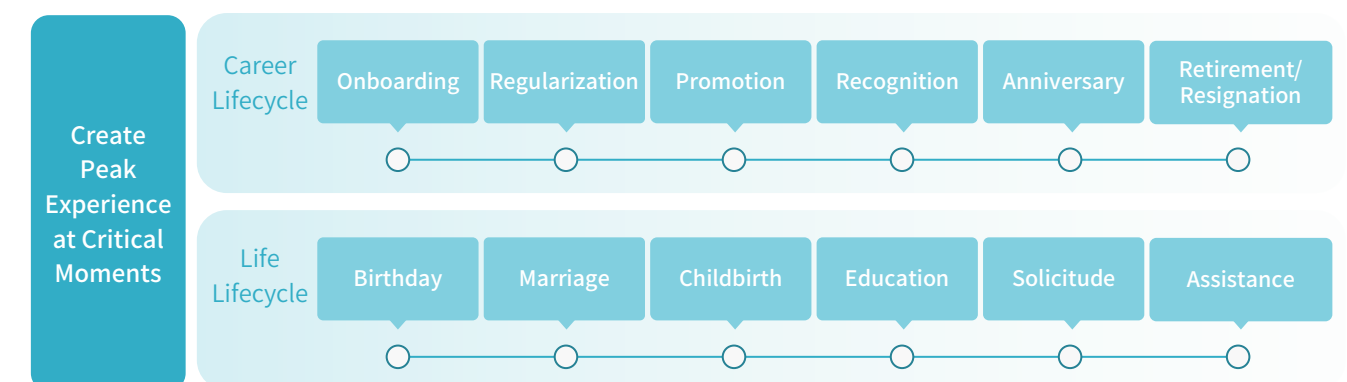 Create
Peak
Experience
at Critical
Moments
Career
Lifecycle
Onboarding
Regularization
Promotion
Recognition
Anniversary
Retirement/
Resignation
Life
Lifecycle
Birthday
Marriage
Childbirth
Education
Solicitude
Assistance